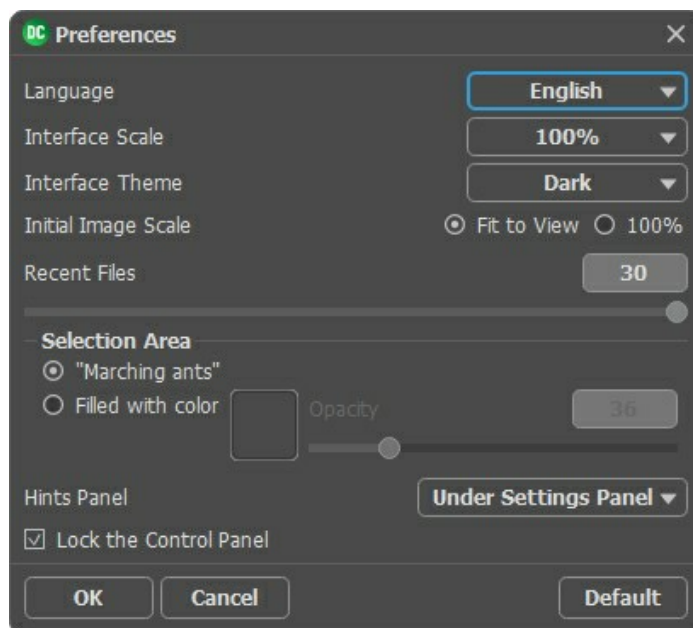 DC Preferences
Language English
Interface Scale 100%
Interface Theme Dark
Initial Image Scale Fit to View 100%
Recent Files 30
Selection Area
"Marching ants"
Filled with color Opacity 36
Hints Panel Under Settings Panel
Lock the Control Panel
OK Cancel Default